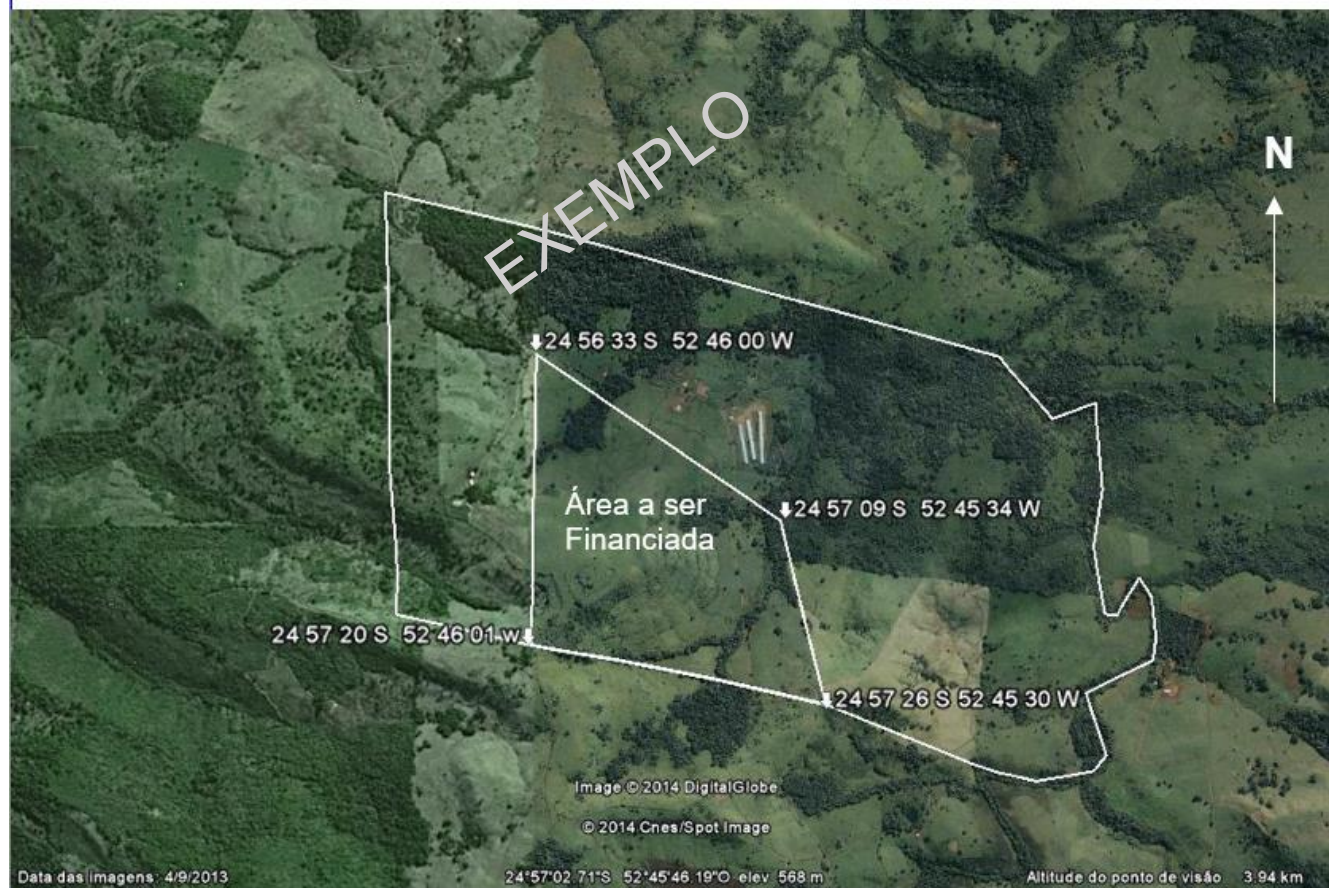 EXEMPLO
N
24 56 33 S 52 46 00 W
Área a ser
Financiada
24 57 09 S 52 45 34 W
24 57 20 S 52 46 01 w
24 57 26 S 52 45 30 W
Image © 2014 DigitalGlobe
© 2014 Cnes/Spot Image
Data das imagens: 4/9/2013 24°57'02.71"S 52°45'46.19"O elev 568 m Altitude do ponto de visão 3.94 km